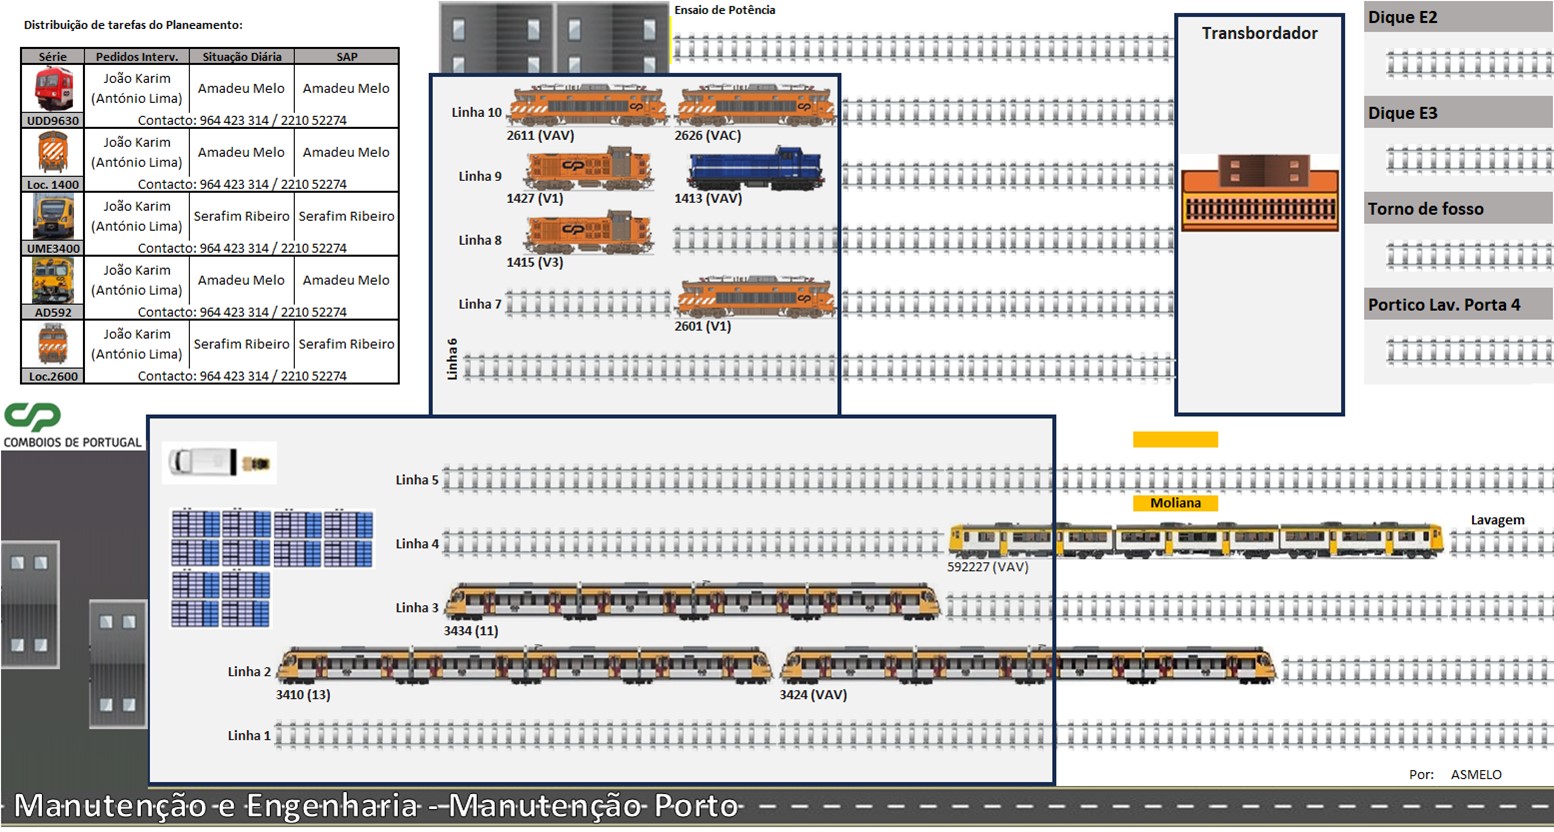 Distribuição de tarefas do Planeamento:
Série Pedidos Interv. Situação Diária SAP
João Karim
(António Lima) Amadeu Melo Amadeu Melo
UDD9630 Contacto: 964 423 314 / 2210 52274
João Karim
(António Lima) Amadeu Melo Amadeu Melo
Loc. 1400 Contacto: 964 423 314 / 2210 52274
João Karim
(António Lima) Serafim Ribeiro Serafim Ribeiro
UME3400 Contacto: 964 423 314 / 2210 52274
João Karim
(António Lima) Amadeu Melo Amadeu Melo
AD592 Contacto: 964 423 314 / 2210 52274
João Karim
(António Lima) Serafim Ribeiro Serafim Ribeiro
Loc.2600 Contacto: 964 423 314 / 2210 52274
CP
COMBOIOS DE PORTUGAL
Ensaio de Potência
Linha 10
2611 (VAV) 2626 (VAC)
Linha 9
1427 (V1) 1413 (VAV)
Linha 8
1415 (V3)
Linha 7
2601 (V1)
Linha 6
Transbordador
Dique E2
Dique E3
Torno de fosso
Portico Lav. Porta 4
Linha 5
Moliana
Lavagem
Linha 4
592227 (VAV)
Linha 3
3434 (11)
Linha 2
3410 (13) 3424 (VAV)
Linha 1
Por: ASMELO
Manutenção e Engenharia - Manutenção Porto